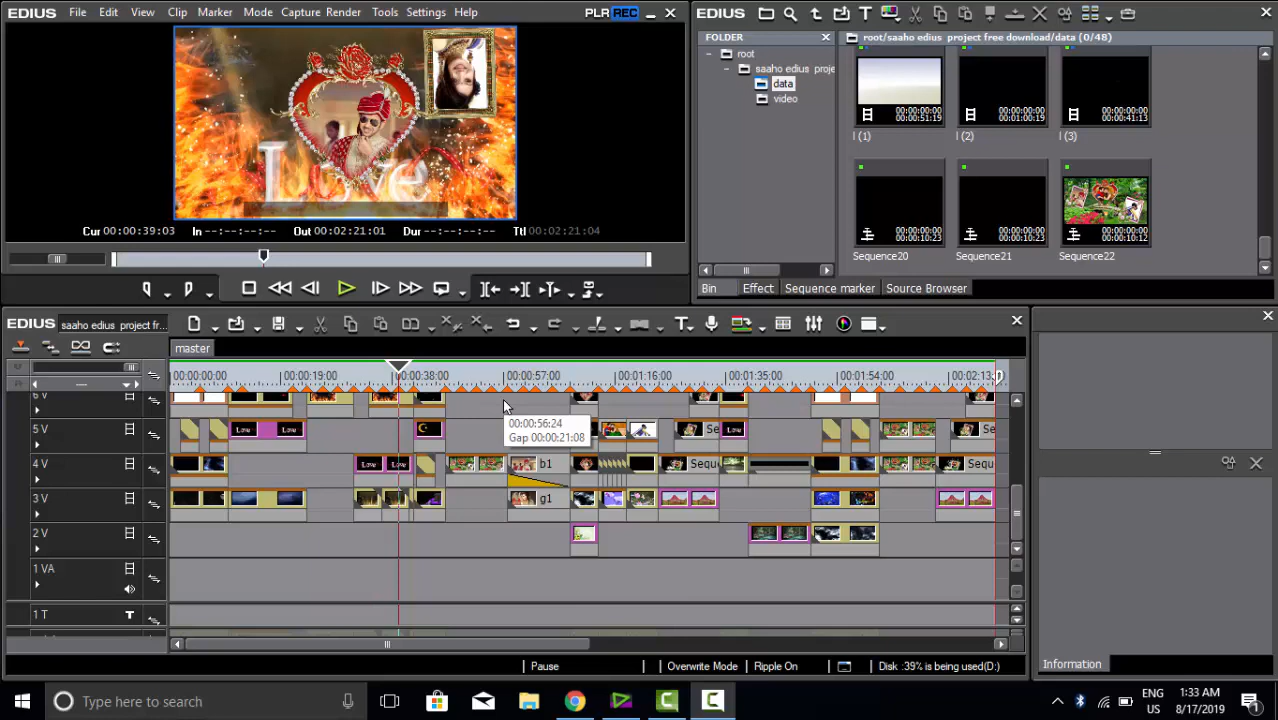 EDIUS File Edit View Clip Marker Mode Capture Render Tools Settings Help PLR REC
Love
Cur 00:00:39:03 In --:--:--:-- Out 00:02:21:01 Dur --:--:--:-- Ttl 00:02:21:04
EDIUS
FOLDER
root
saaho edius proje
data
video
root/saaho edius project free download/data (0/48)
00:00:00:00
00:00:51:19
00:00:00:00
01:00:00:19
00:00:00:00
00:00:41:13
I (1) I (2) I (3)
00:00:00:00
00:00:10:23
00:00:00:00
00:00:10:23
00:00:00:00
00:00:10:12
Sequence20 Sequence21 Sequence22
Bin Effect Sequence marker Source Browser
EDIUS saaho edius project fr...
master
00:00:00:00 00:00:19:00 00:00:38:00 00:00:57:00 00:01:16:00 00:01:35:00 00:01:54:00 00:02:13:0
6 V
00:00:56:24
Gap 00:00:21:08
5 V Love Love Se Love Sequ
4 V Love Love b1 Sequ Sequ
3 V g1
2 V
1 VA
1 T T
Pause Overwrite Mode Ripple On Disk :39% is being used(D:)
Information
Type here to search
ENG
US
1:33 AM
8/17/2019
1